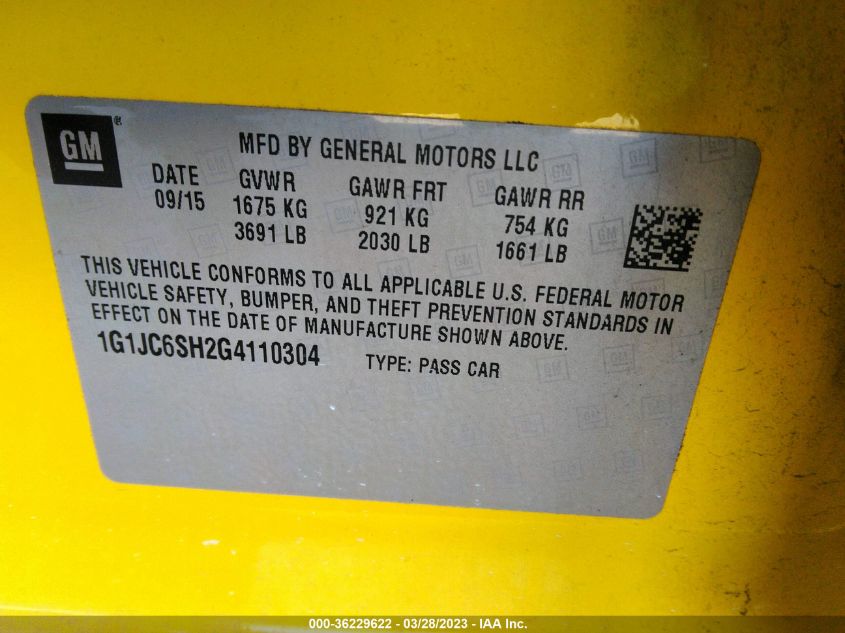 GM ®
MFD BY GENERAL MOTORS LLC
DATE GVWR GAWR FRT GAWR RR
09/15 1675 KG 921 KG 754 KG
3691 LB 2030 LB 1661 LB
THIS VEHICLE CONFORMS TO ALL APPLICABLE U.S. FEDERAL MOTOR
VEHICLE SAFETY, BUMPER, AND THEFT PREVENTION STANDARDS IN
EFFECT ON THE DATE OF MANUFACTURE SHOWN ABOVE.
1G1JC6SH2G4110304 TYPE: PASS CAR
000-36229622 - 03/28/2023 - IAA Inc.